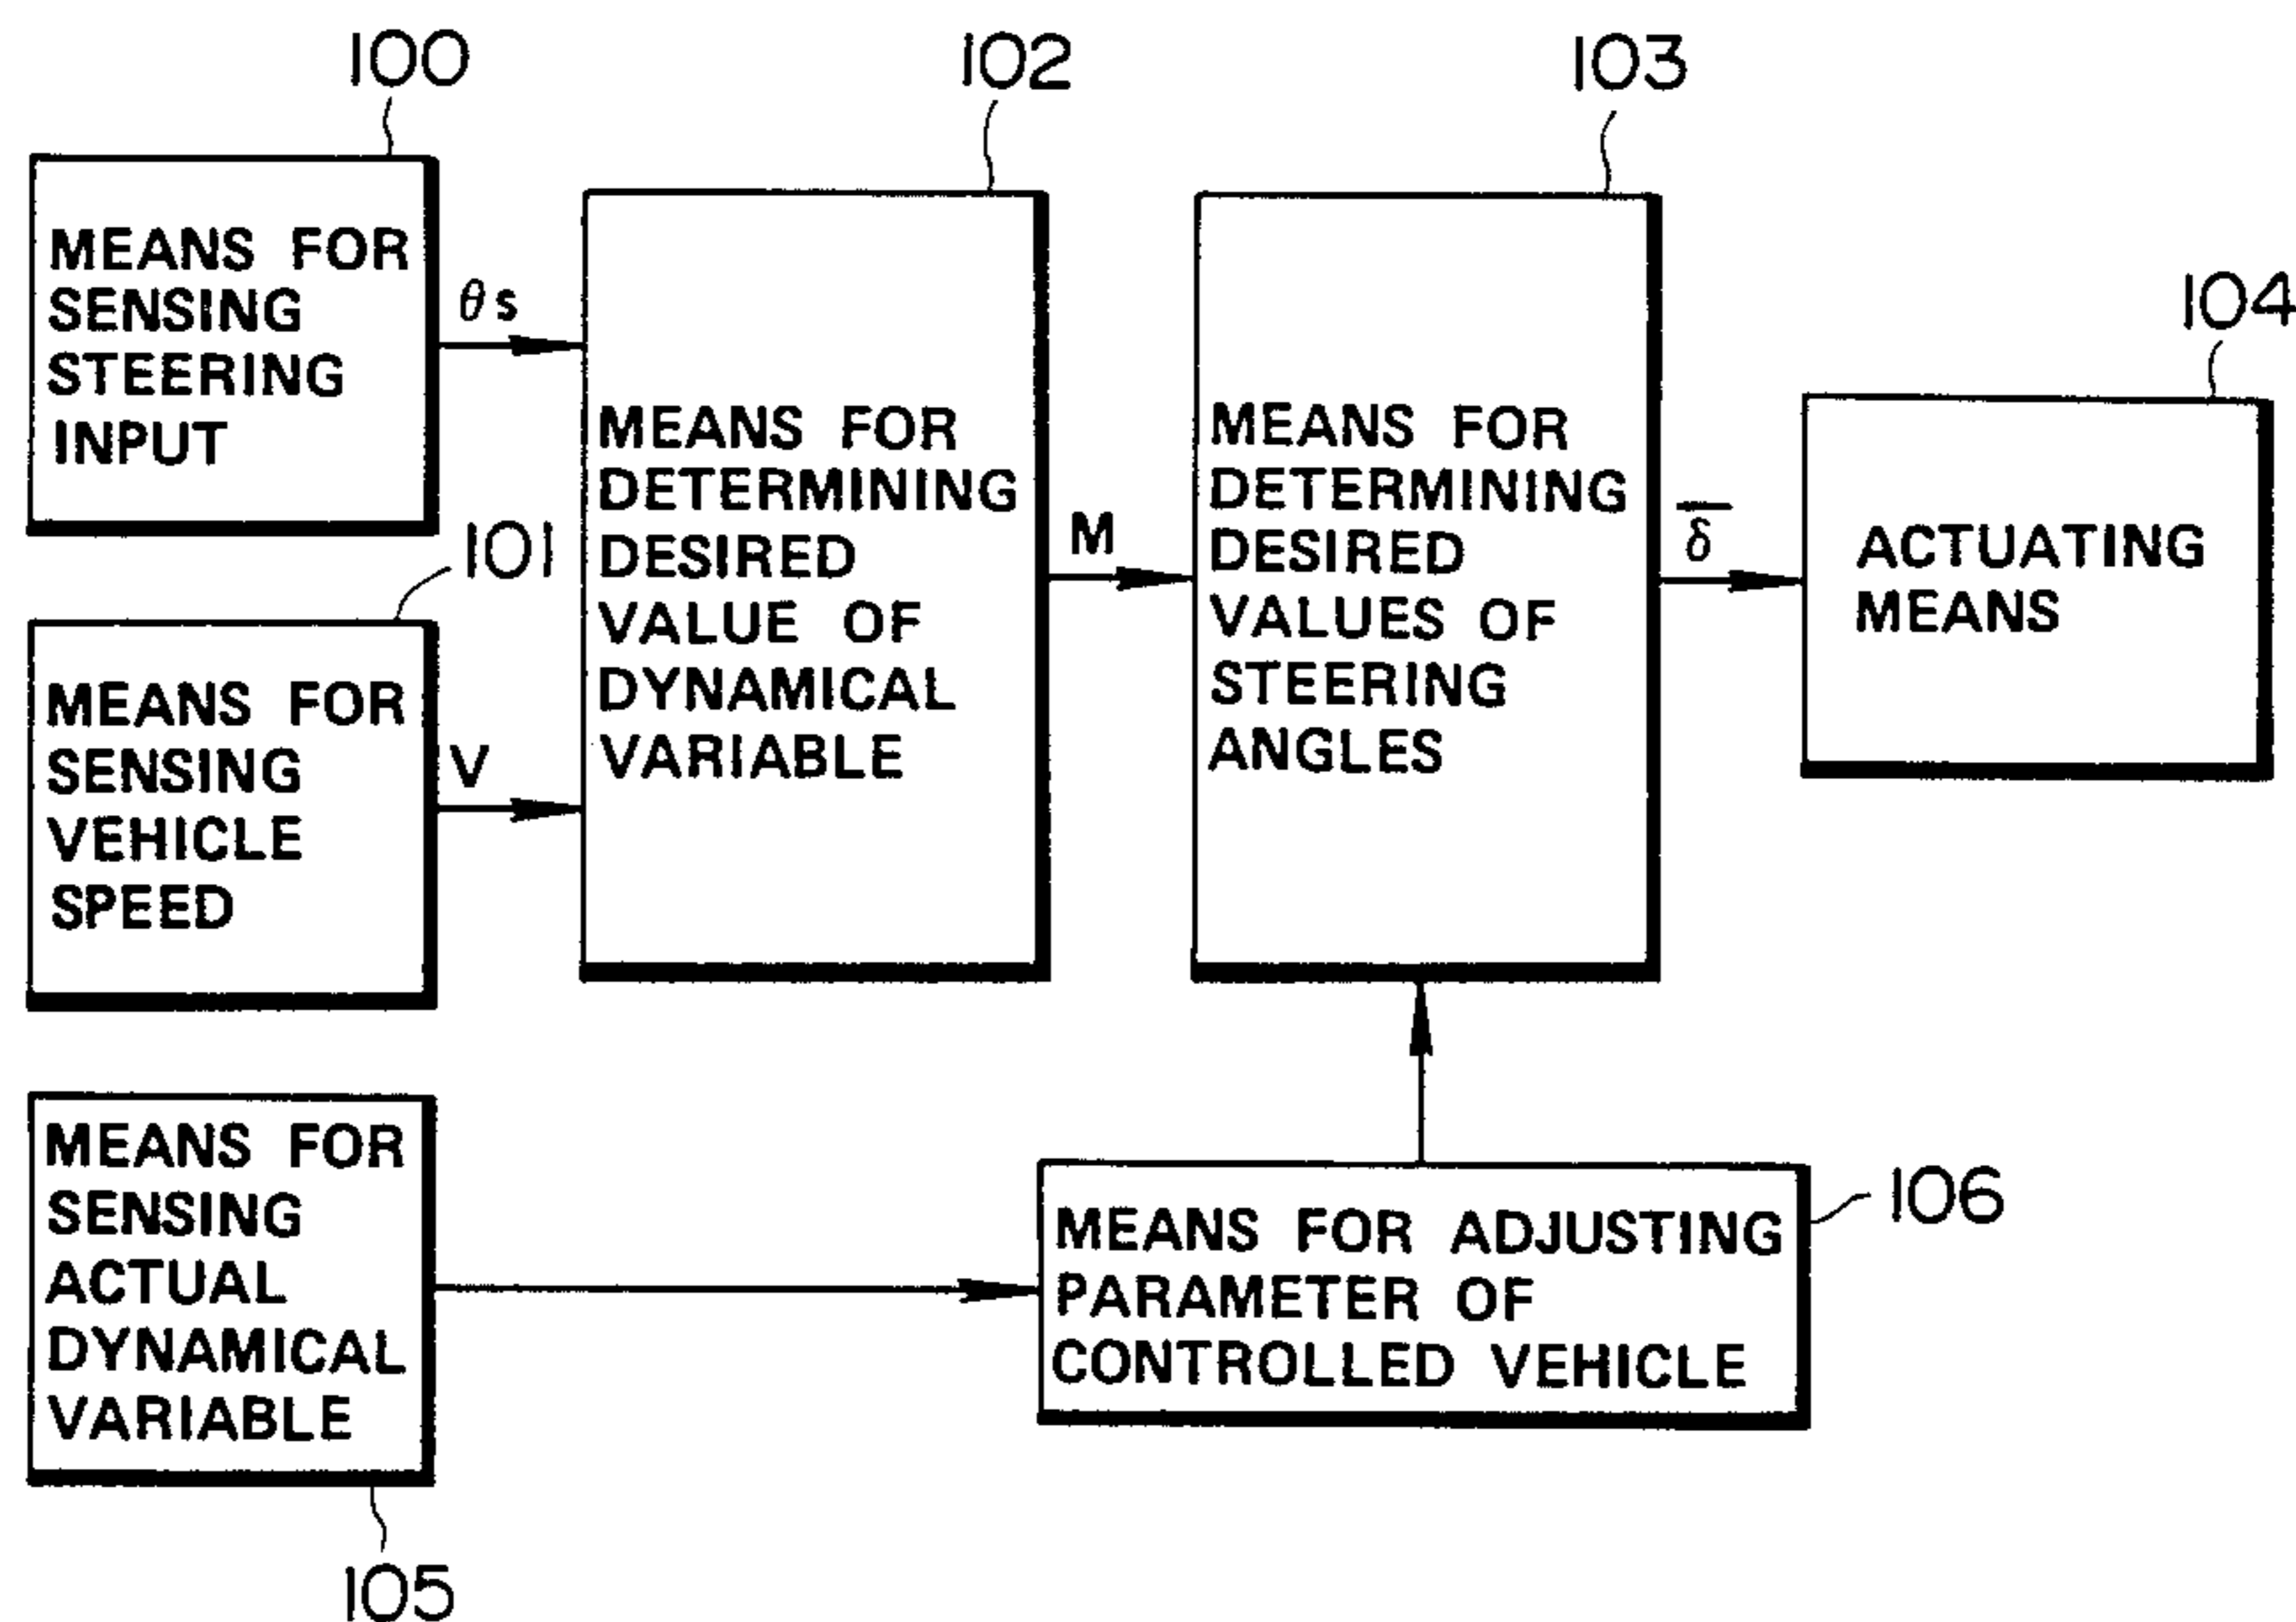 100
MEANS FOR
SENSING
STEERING
INPUT
θs
101
MEANS FOR
SENSING
VEHICLE
SPEED
V
102
MEANS FOR
DETERMINING
DESIRED
VALUE OF
DYNAMICAL
VARIABLE
M
103
MEANS FOR
DETERMINING
DESIRED
VALUES OF
STEERING
ANGLES
δ̅
104
ACTUATING
MEANS
MEANS FOR
SENSING
ACTUAL
DYNAMICAL
VARIABLE
105
MEANS FOR ADJUSTING
PARAMETER OF
CONTROLLED VEHICLE
106